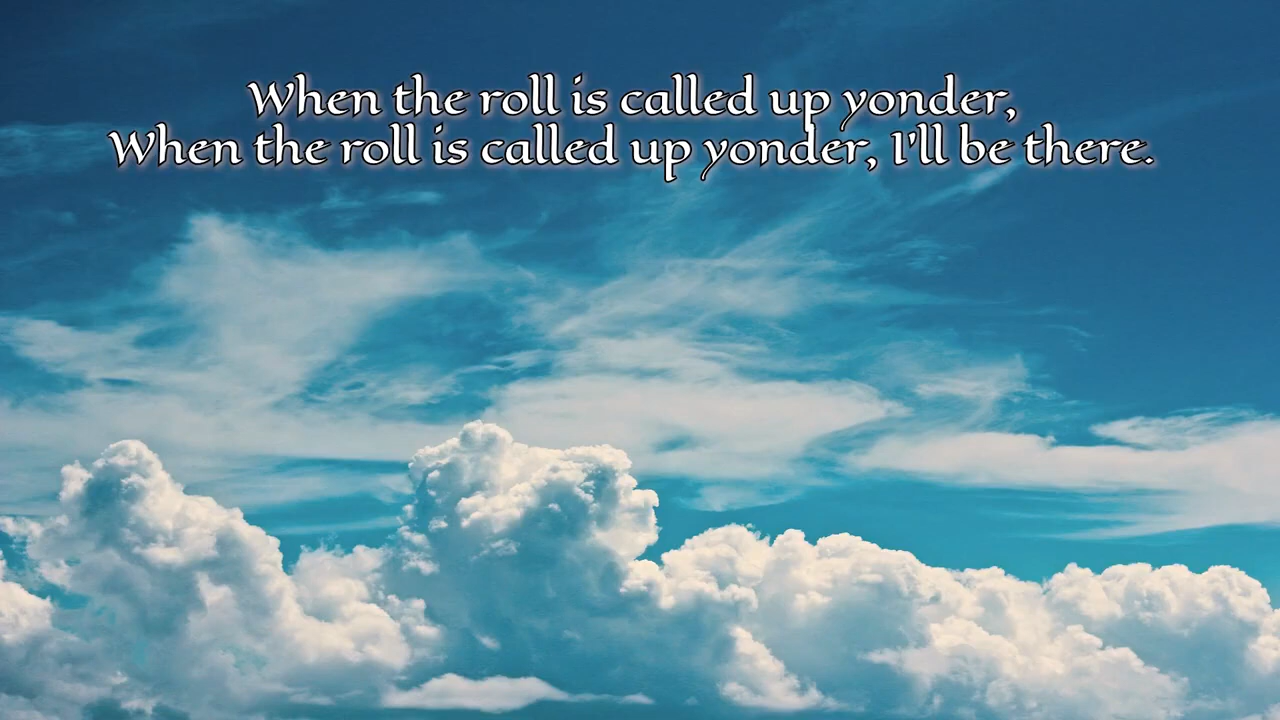 When the roll is called up yonder,
When the roll is called up yonder, I'll be there.